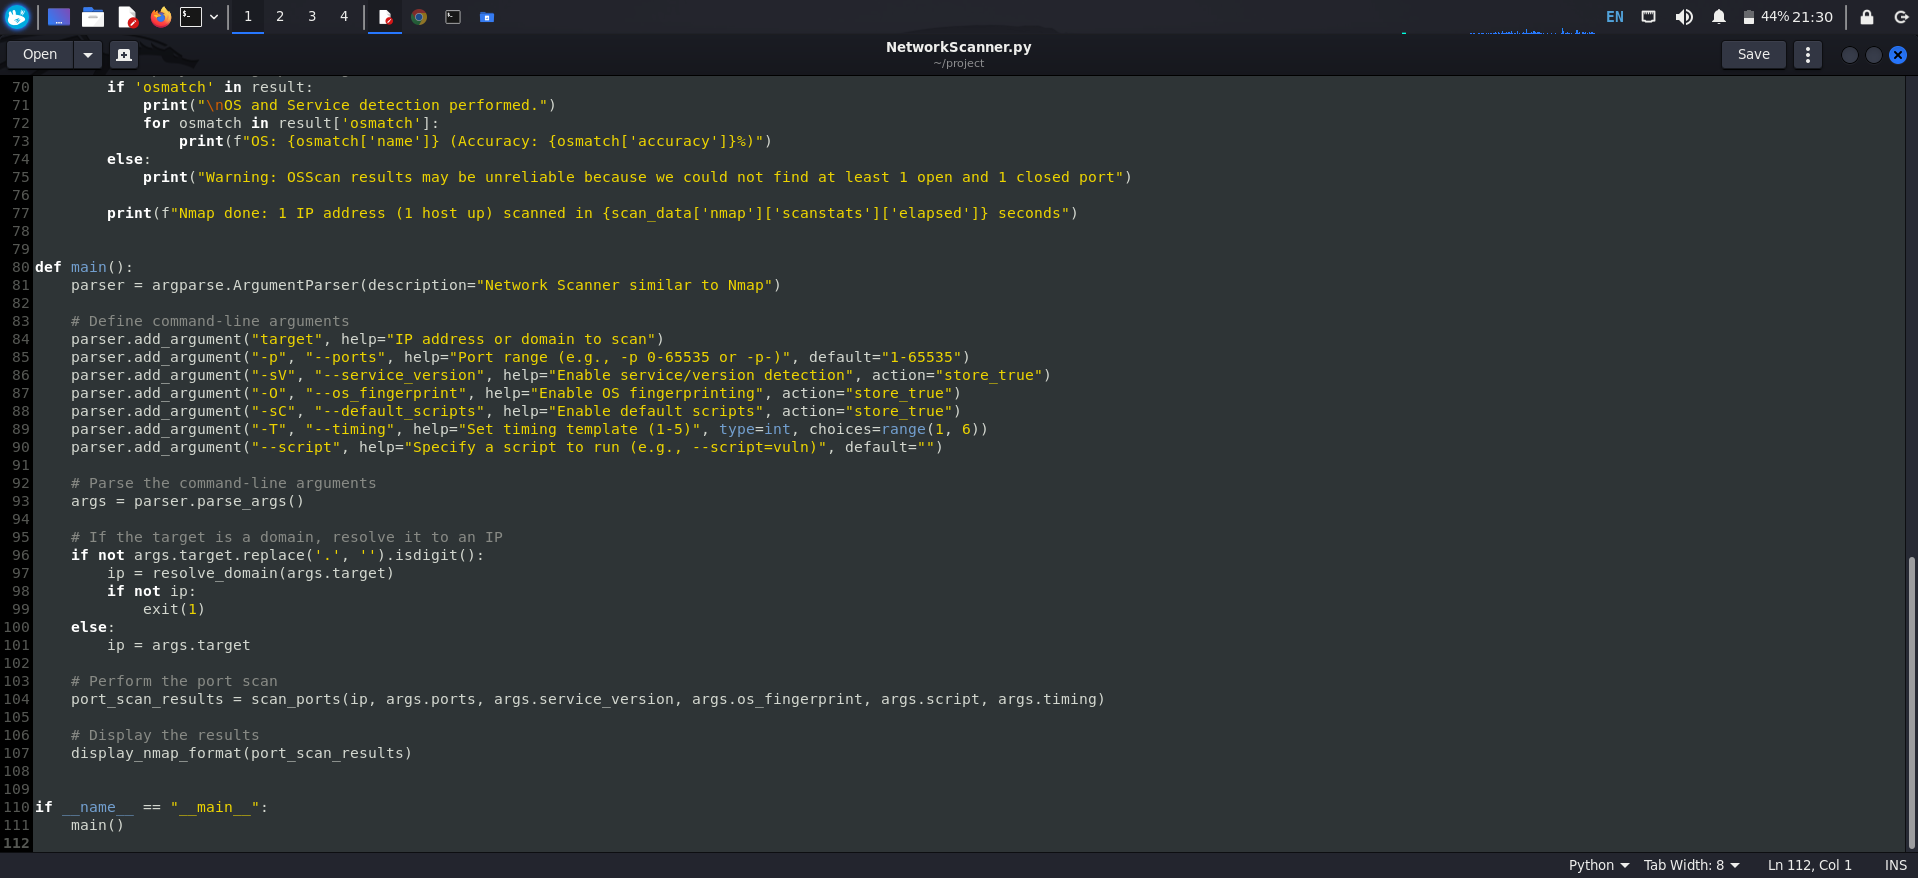 1 2 3 4 EN 44% 21:30
Open NetworkScanner.py Save
~/project
70         if 'osmatch' in result:
71             print("\nOS and Service detection performed.")
72             for osmatch in result['osmatch']:
73                 print(f"OS: {osmatch['name']} (Accuracy: {osmatch['accuracy']}%)")
74         else:
75             print("Warning: OSScan results may be unreliable because we could not find at least 1 open and 1 closed port")
76
77         print(f"Nmap done: 1 IP address (1 host up) scanned in {scan_data['nmap']['scanstats']['elapsed']} seconds")
78
79
80 def main():
81     parser = argparse.ArgumentParser(description="Network Scanner similar to Nmap")
82
83     # Define command-line arguments
84     parser.add_argument("target", help="IP address or domain to scan")
85     parser.add_argument("-p", "--ports", help="Port range (e.g., -p 0-65535 or -p-)", default="1-65535")
86     parser.add_argument("-sV", "--service_version", help="Enable service/version detection", action="store_true")
87     parser.add_argument("-O", "--os_fingerprint", help="Enable OS fingerprinting", action="store_true")
88     parser.add_argument("-sC", "--default_scripts", help="Enable default scripts", action="store_true")
89     parser.add_argument("-T", "--timing", help="Set timing template (1-5)", type=int, choices=range(1, 6))
90     parser.add_argument("--script", help="Specify a script to run (e.g., --script=vuln)", default="")
91
92     # Parse the command-line arguments
93     args = parser.parse_args()
94
95     # If the target is a domain, resolve it to an IP
96     if not args.target.replace('.', '').isdigit():
97         ip = resolve_domain(args.target)
98         if not ip:
99             exit(1)
100     else:
101         ip = args.target
102
103     # Perform the port scan
104     port_scan_results = scan_ports(ip, args.ports, args.service_version, args.os_fingerprint, args.script, args.timing)
105
106     # Display the results
107     display_nmap_format(port_scan_results)
108
109
110 if __name__ == "__main__":
111     main()
112
Python Tab Width: 8 Ln 112, Col 1 INS